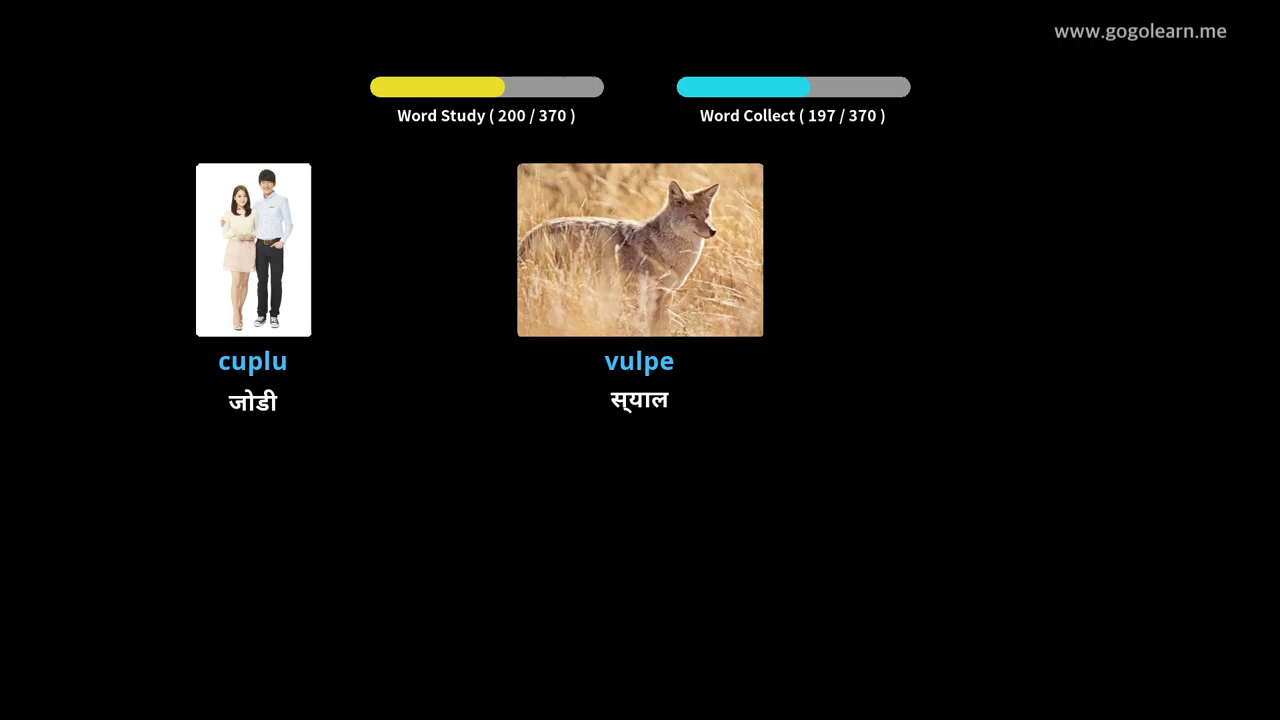 www.gogolearn.me
Word Study ( 200 / 370 )
Word Collect ( 197 / 370 )
cuplu
vulpe
जोडी
स्याल